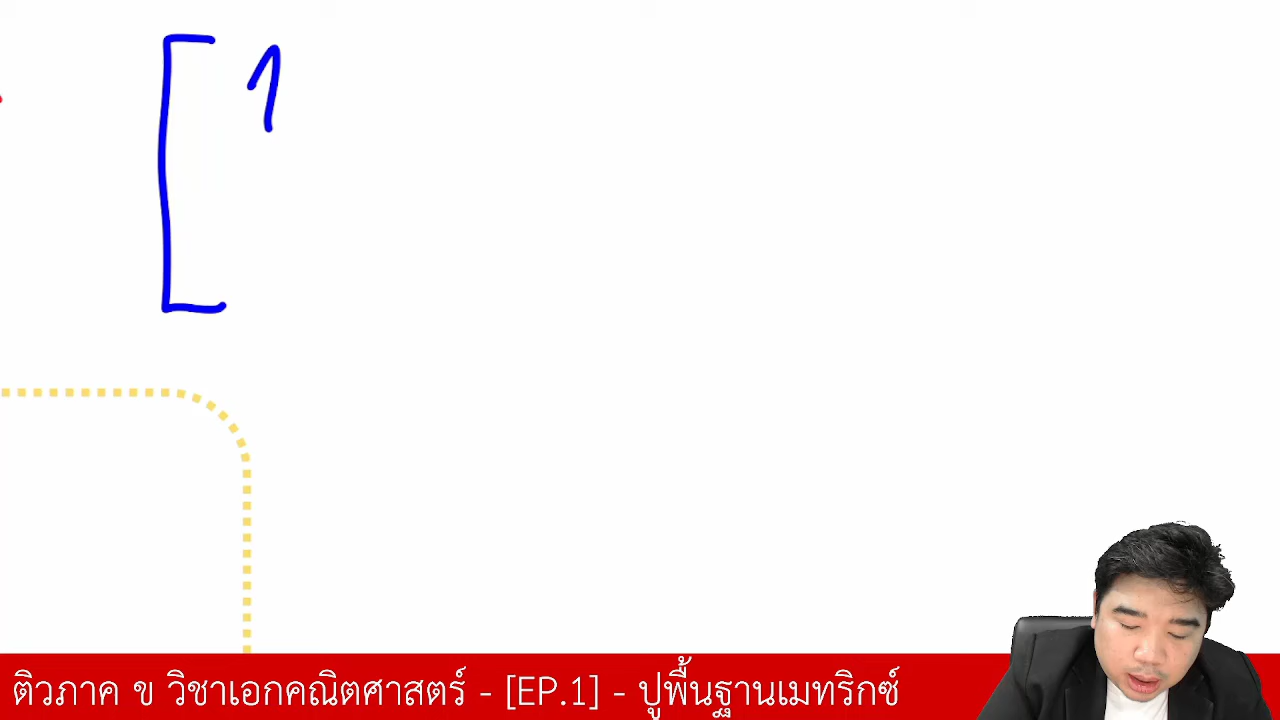 [ 1
ติวภาค ข วิชาเอกคณิตศาสตร์ - [EP.1] - ปูพื้นฐานเมทริกซ์